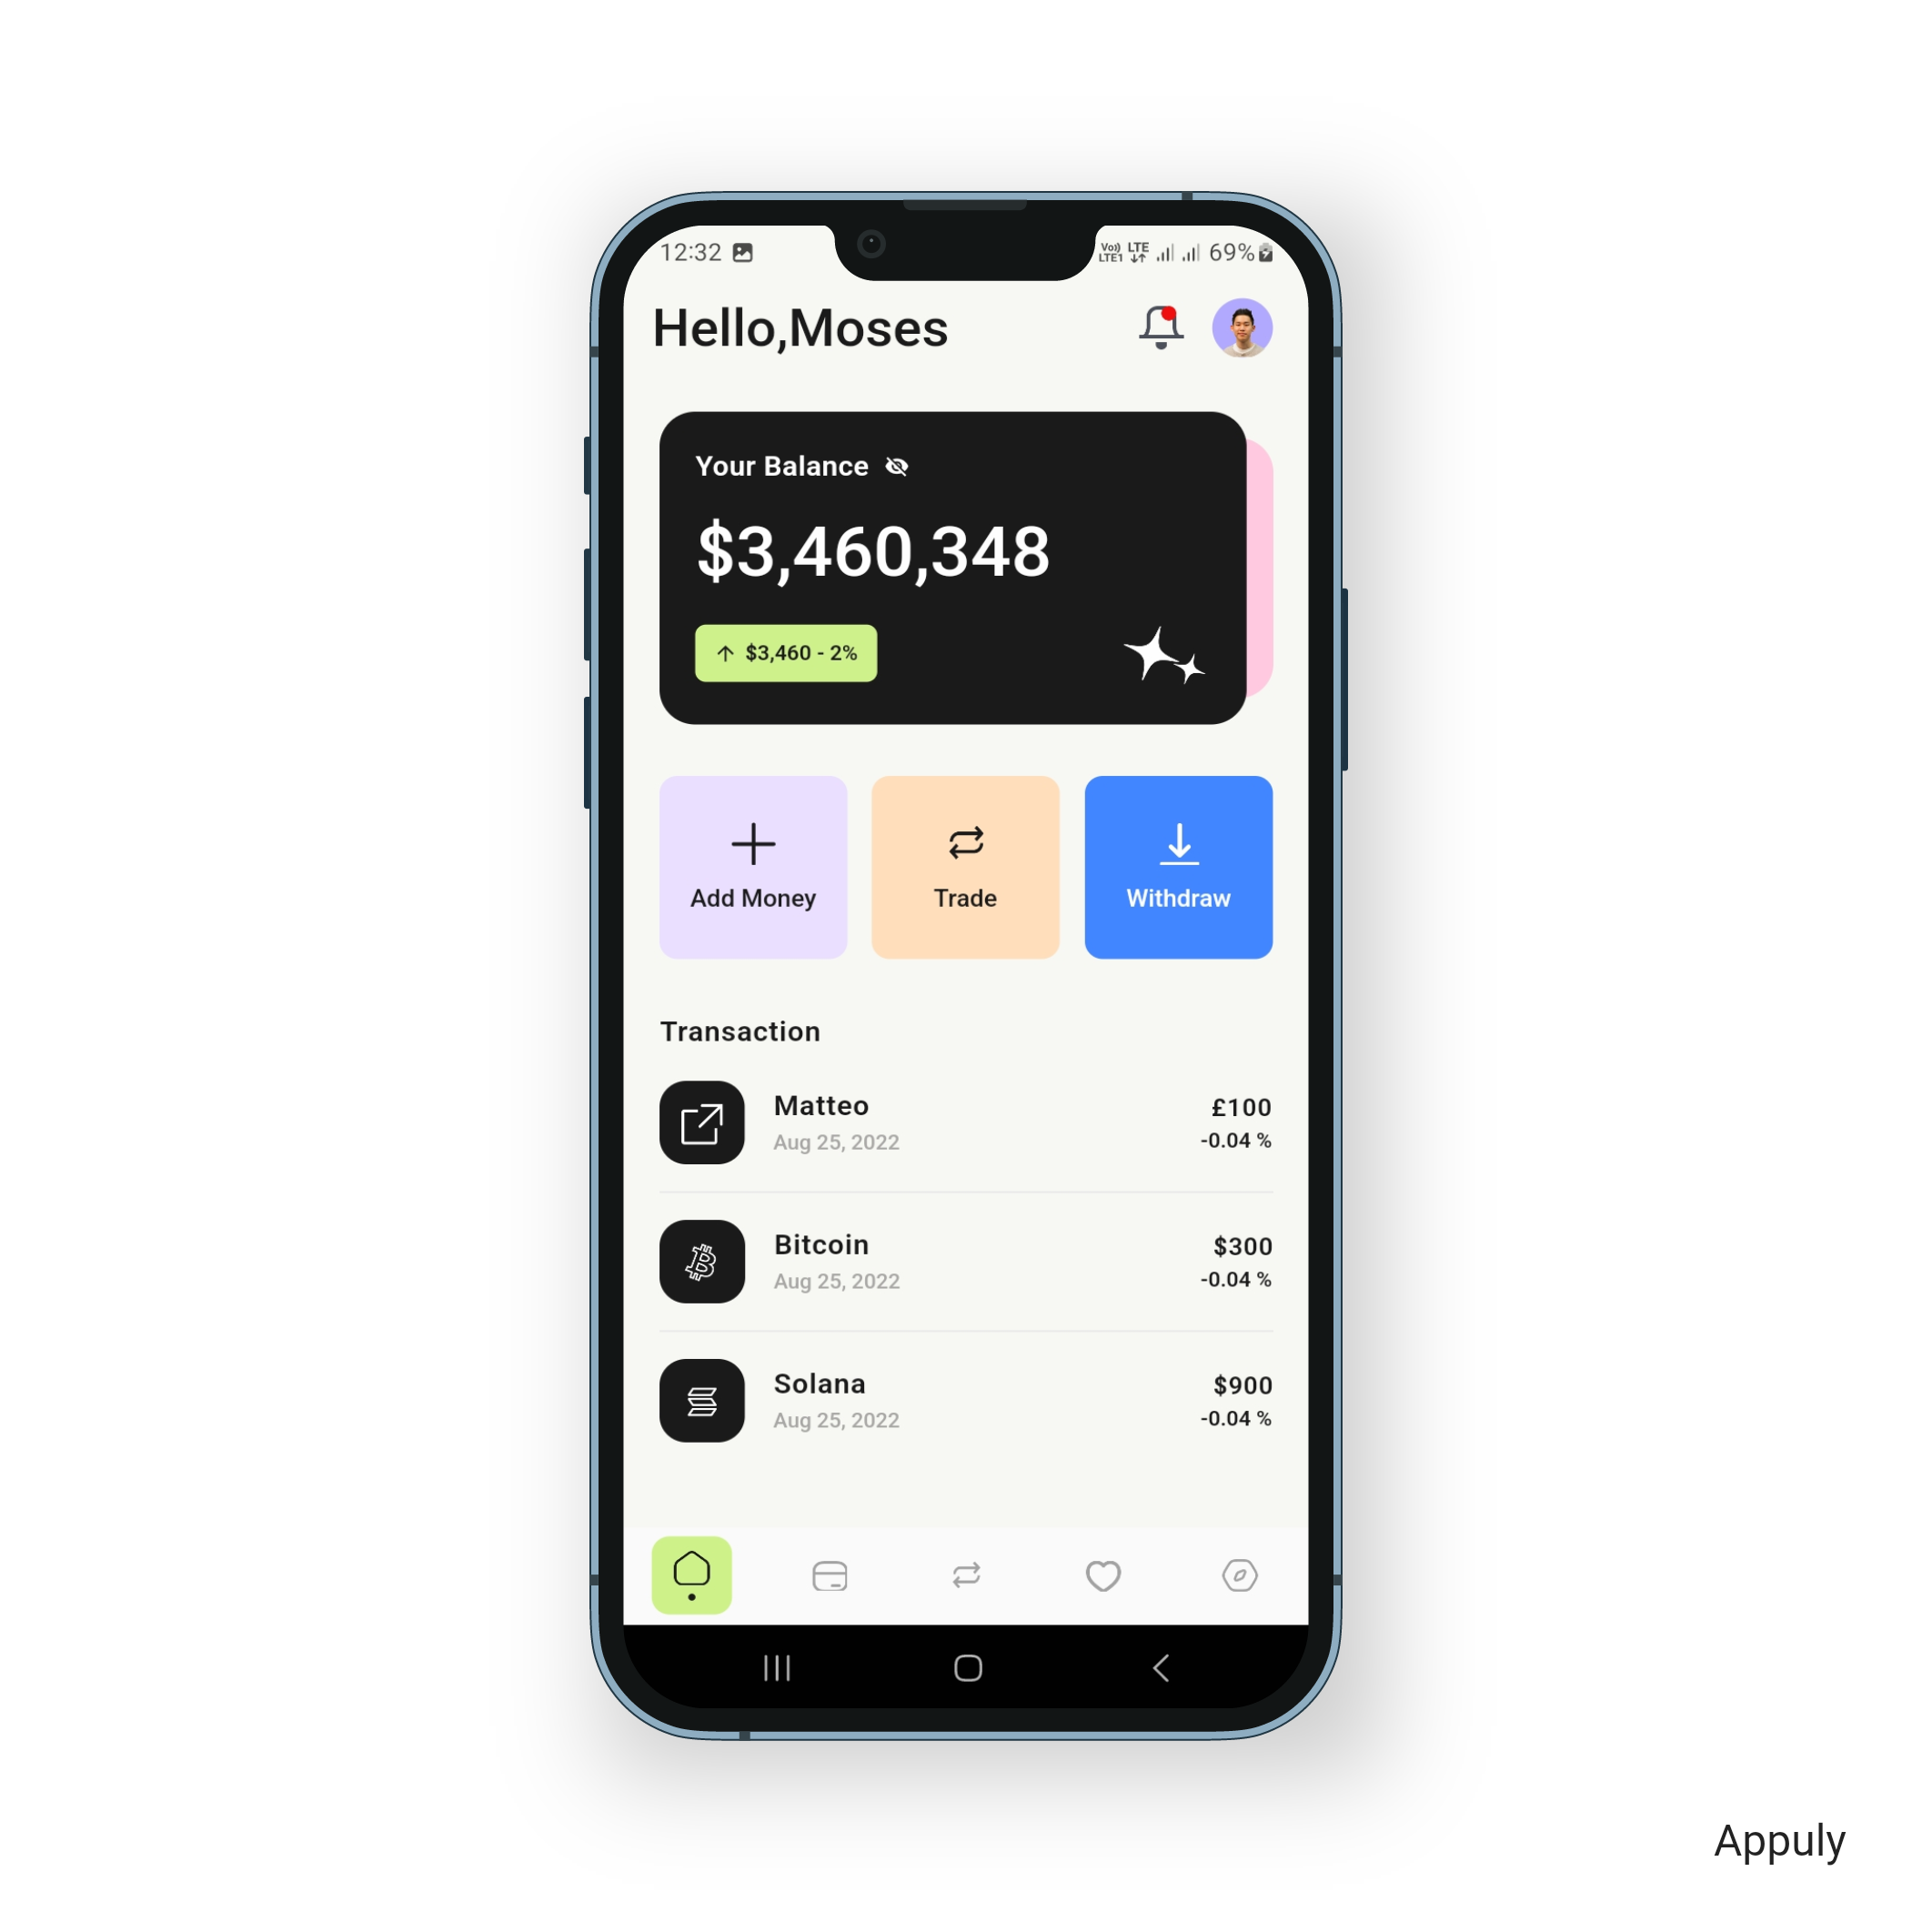 12:32 Vo)) LTE1 LTE 69%
Hello,Moses
Your Balance
$3,460,348
$3,460 - 2%
Add Money Trade Withdraw
Transaction
Matteo £100
Aug 25, 2022 -0.04 %
Bitcoin $300
Aug 25, 2022 -0.04 %
Solana $900
Aug 25, 2022 -0.04 %
Appuly